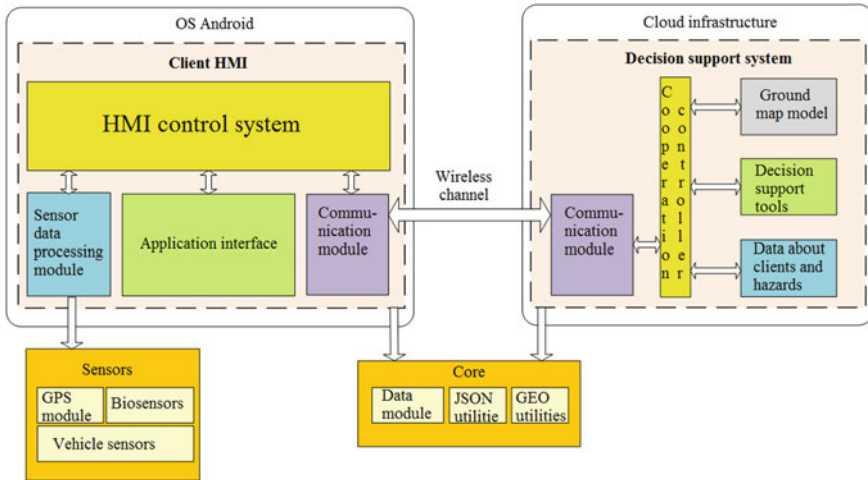 OS Android
Client HMI
HMI control system
Sensor
data
processing
module
Application interface
Commu-
nication
module
Wireless
channel
Cloud infrastructure
Decision support system
Commu-
nication
module
Cooperation
controller
Ground
map model
Decision
support
tools
Data about
clients and
hazards
Sensors
GPS
module
Biosensors
Vehicle sensors
Core
Data
module
JSON
utilitie
GEO
utilities